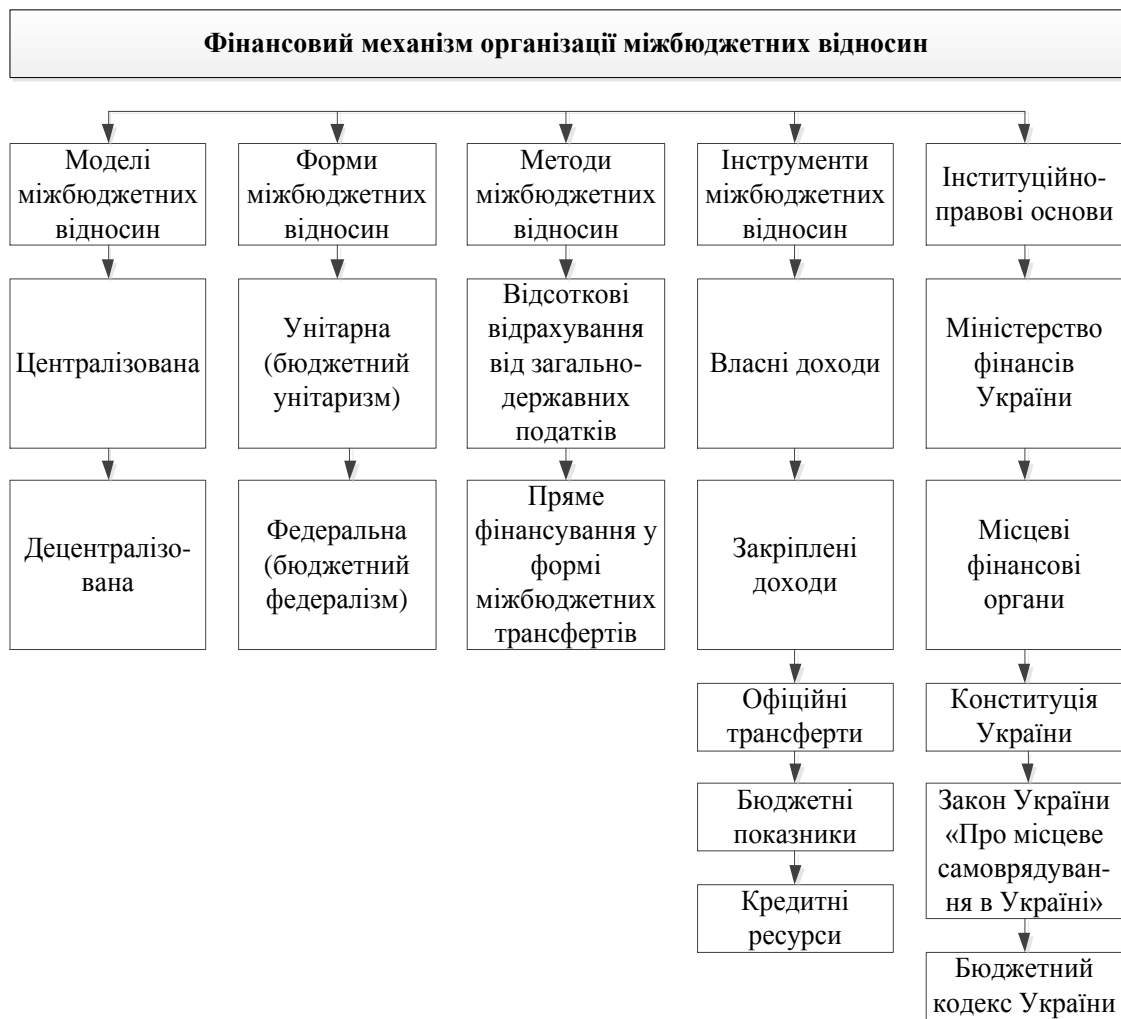 Фінансовий механізм організації міжбюджетних відносин
Моделі
міжбюджетних
відносин
Форми
міжбюджетних
відносин
Методи
міжбюджетних
відносин
Інструменти
міжбюджетних
відносин
Інституційно-
правові основи
Централізована
Унітарна
(бюджетний
унітаризм)
Відсоткові
відрахування
від загально-
державних
податків
Власні доходи
Міністерство
фінансів
України
Децентралізо-
вана
Федеральна
(бюджетний
федералізм)
Пряме
фінансування у
формі
міжбюджетних
трансфертів
Закріплені
доходи
Місцеві
фінансові
органи
Офіційні
трансферти
Конституція
України
Бюджетні
показники
Закон України
«Про місцеве
самоврядуван-
ня в Україні»
Кредитні
ресурси
Бюджетний
кодекс України